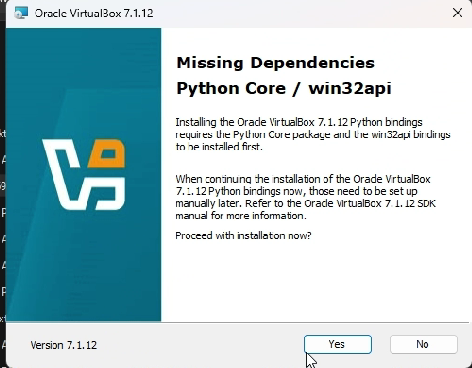 Oracle VirtualBox 7.1.12
Missing Dependencies
Python Core / win32api
Installing the Oracle VirtualBox 7.1.12 Python bindings
requires the Python Core package and the win32api bindings
to be installed first.
When continuing the installation of the Oracle VirtualBox
7.1.12 Python bindings now, those need to be set up
manually later. Refer to the Oracle VirtualBox 7.1.12 SDK
manual for more information.
Proceed with installation now?
Version 7.1.12
Yes
No